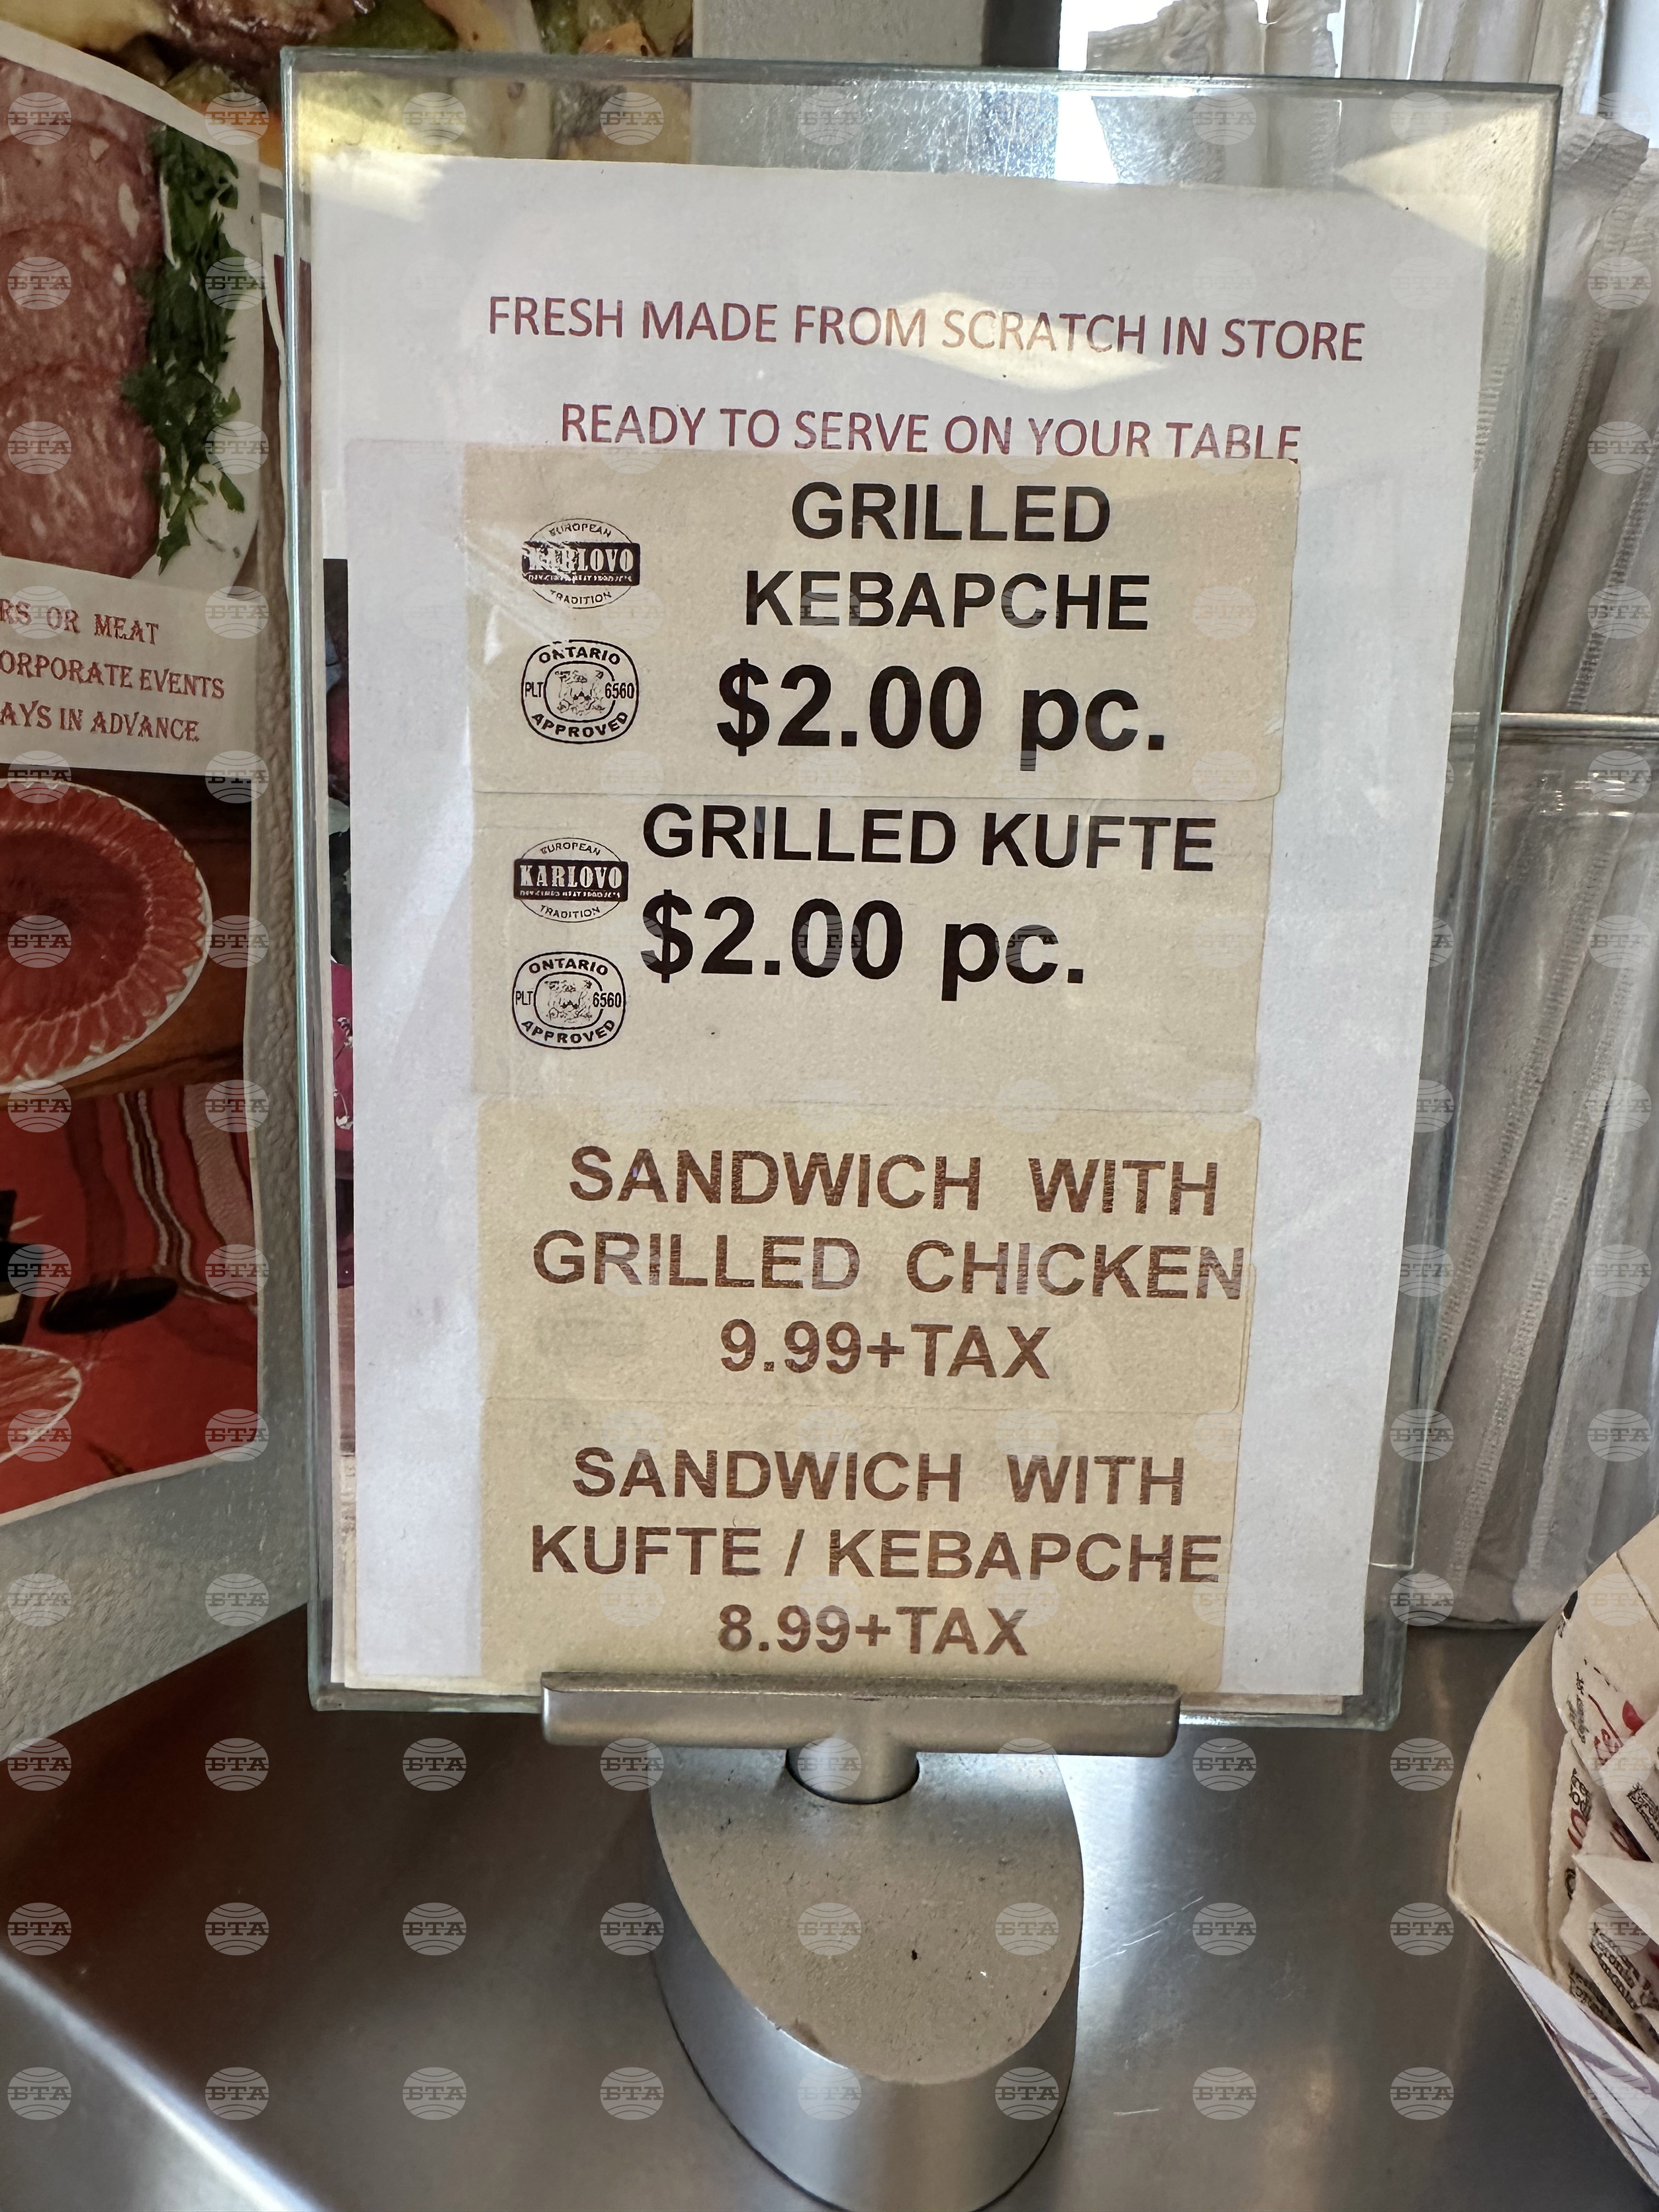 FRESH MADE FROM SCRATCH IN STORE
READY TO SERVE ON YOUR TABLE
EUROPEAN
KARLOVO
TRADITION
ONTARIO
PLT 6560
APPROVED
GRILLED
KEBAPCHE
$2.00 pc.
EUROPEAN
KARLOVO
TRADITION
ONTARIO
PLT 6560
APPROVED
GRILLED KUFTE
$2.00 pc.
SANDWICH WITH
GRILLED CHICKEN
9.99+TAX
SANDWICH WITH
KUFTE / KEBAPCHE
8.99+TAX
RS OR MEAT
ORPORATE EVENTS
AYS IN ADVANCE
БТА